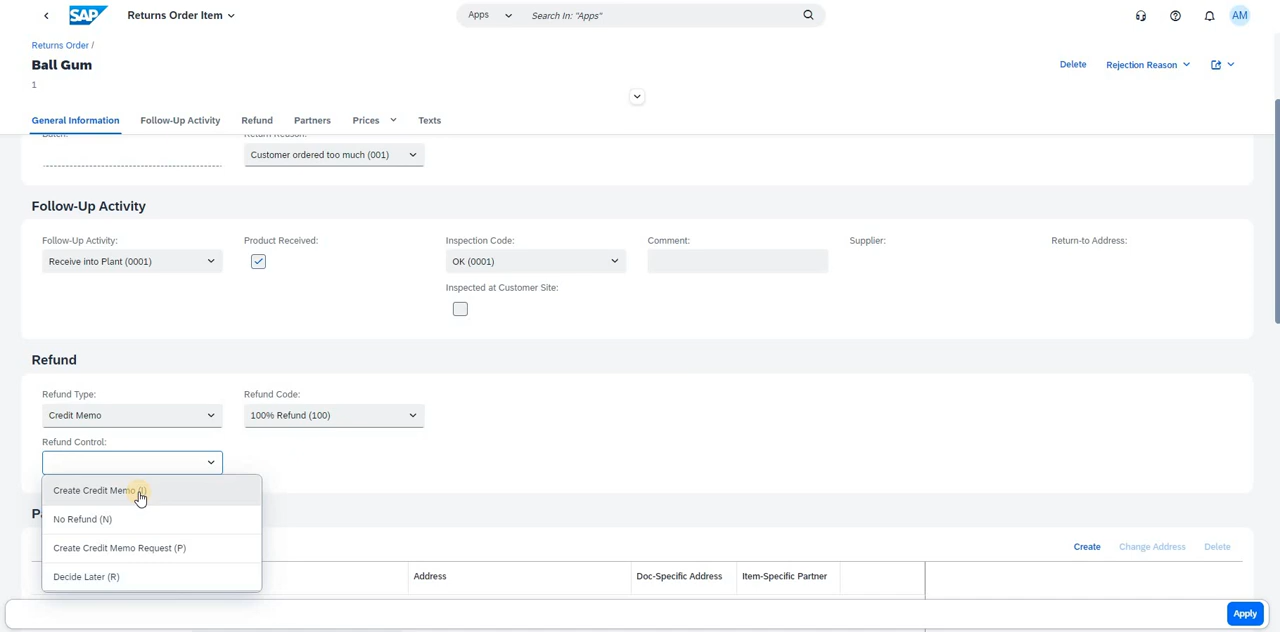 SAP Returns Order Item Apps Search In: "Apps" AM
Returns Order /
Ball Gum
Delete Rejection Reason
1
General Information Follow-Up Activity Refund Partners Prices Texts
Batch: Return Reason:
Customer ordered too much (001)
Follow-Up Activity
Follow-Up Activity: Product Received: Inspection Code: Comment: Supplier: Return-to Address:
Receive into Plant (0001) OK (0001)
Inspected at Customer Site:
Refund
Refund Type: Refund Code:
Credit Memo 100% Refund (100)
Refund Control:
Create Credit Memo (I)
No Refund (N)
Create Credit Memo Request (P)
Create Change Address Delete
Decide Later (R)
Address Doc-Specific Address Item-Specific Partner
Apply